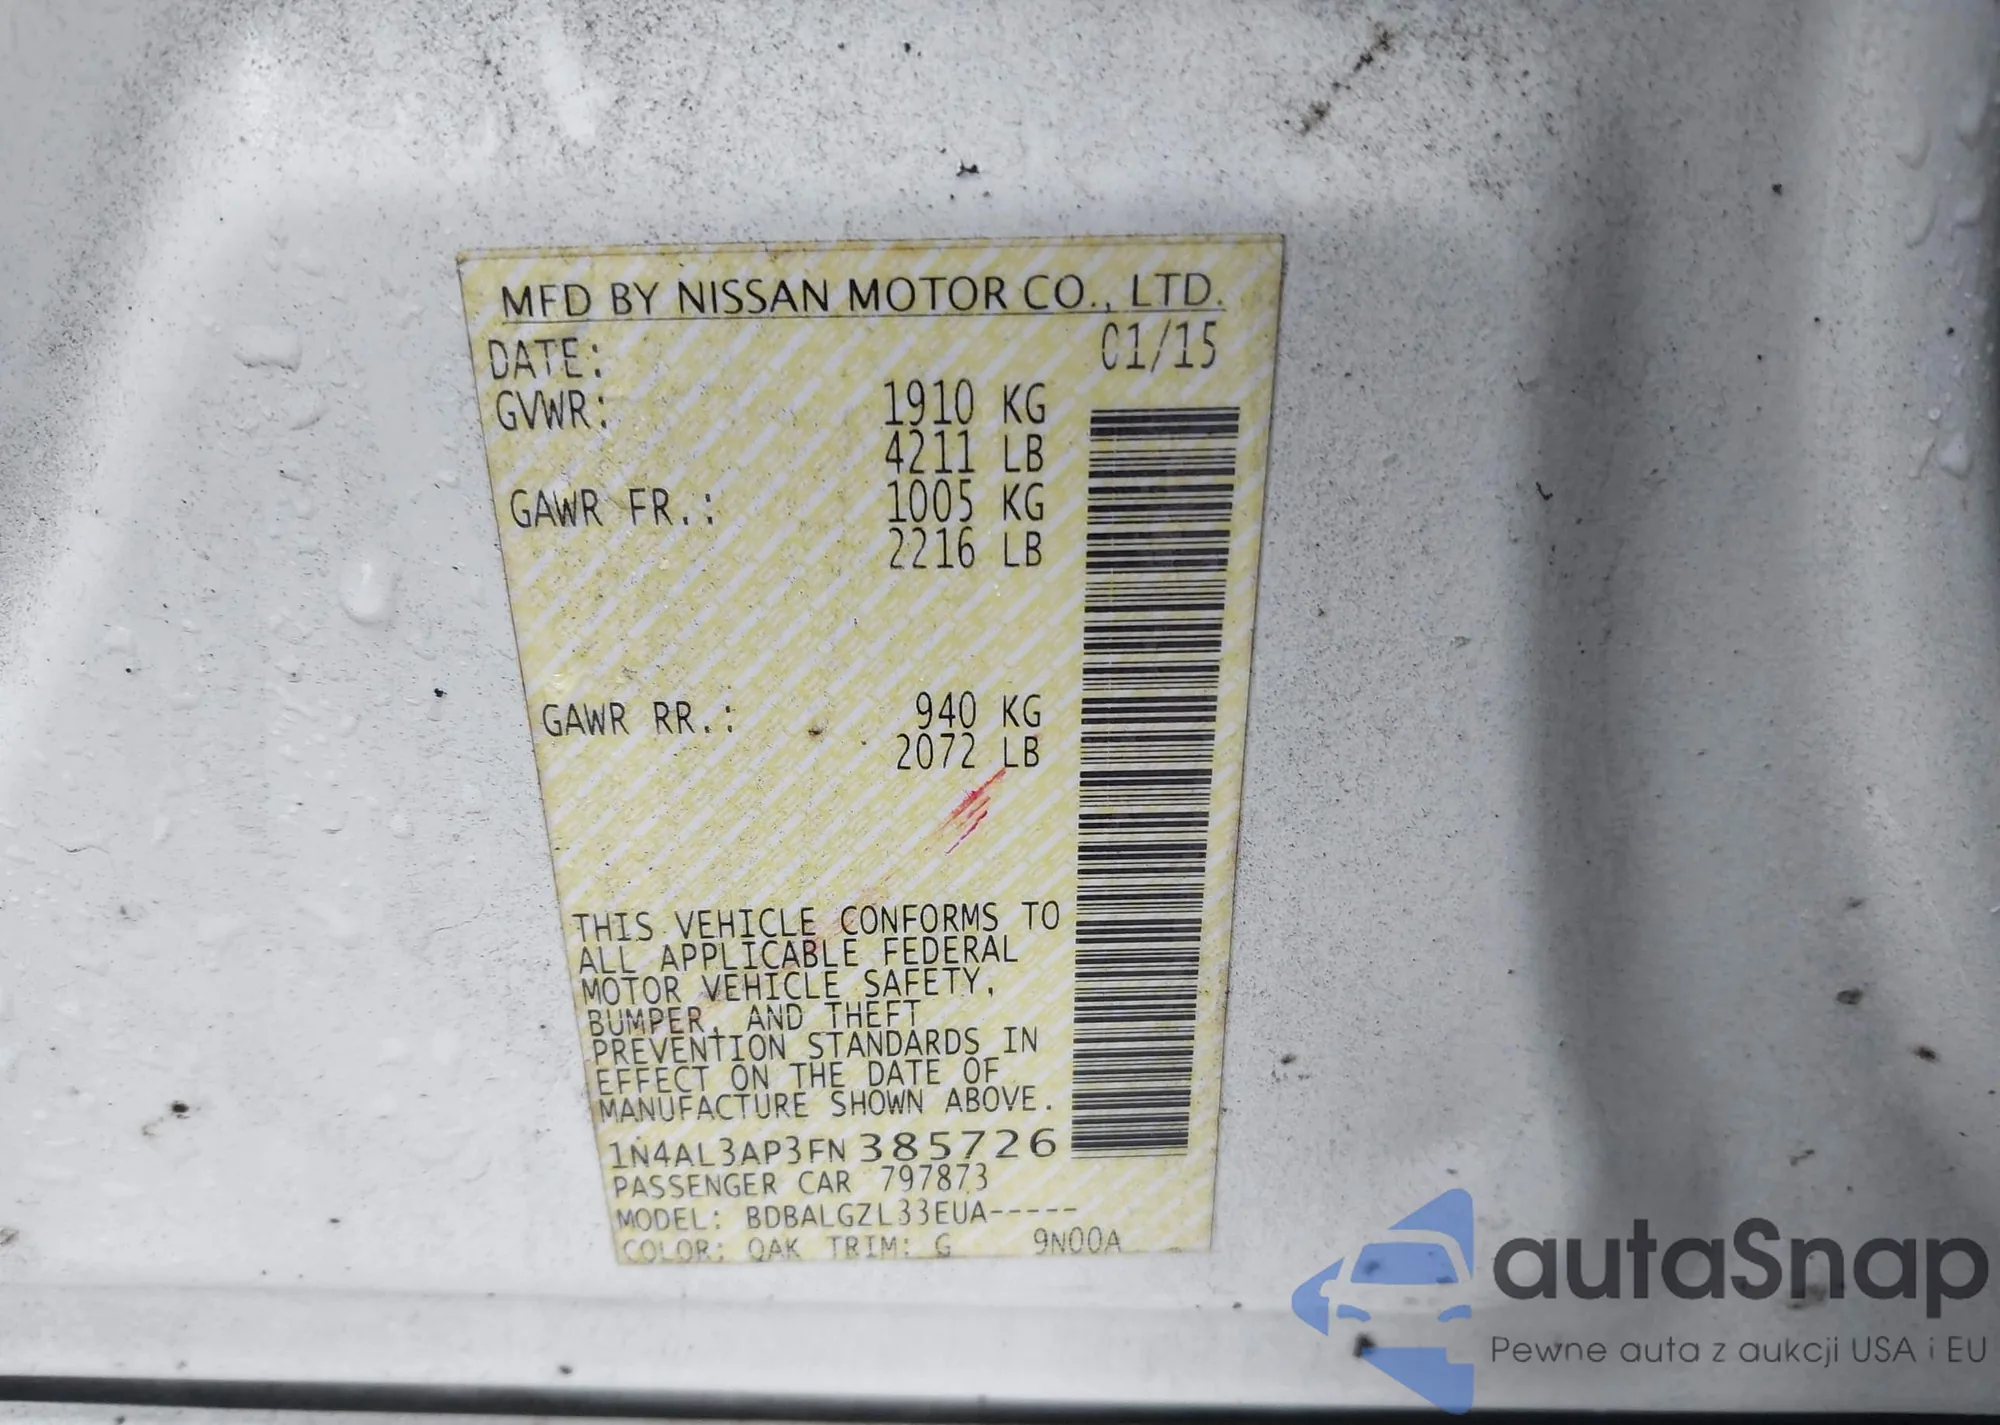 MFD BY NISSAN MOTOR CO., LTD.
DATE: 01/15
GVWR: 1910 KG
4211 LB
GAWR FR.: 1005 KG
2216 LB
GAWR RR.: 940 KG
2072 LB
THIS VEHICLE CONFORMS TO
ALL APPLICABLE FEDERAL
MOTOR VEHICLE SAFETY,
BUMPER, AND THEFT
PREVENTION STANDARDS IN
EFFECT ON THE DATE OF
MANUFACTURE SHOWN ABOVE.
1N4AL3AP3FN385726
PASSENGER CAR 797873
MODEL: BDBALGZL33EUA-----
COLOR: QAK TRIM: G 9N00A
autaSnap
Pewne auta z aukcji USA i EU